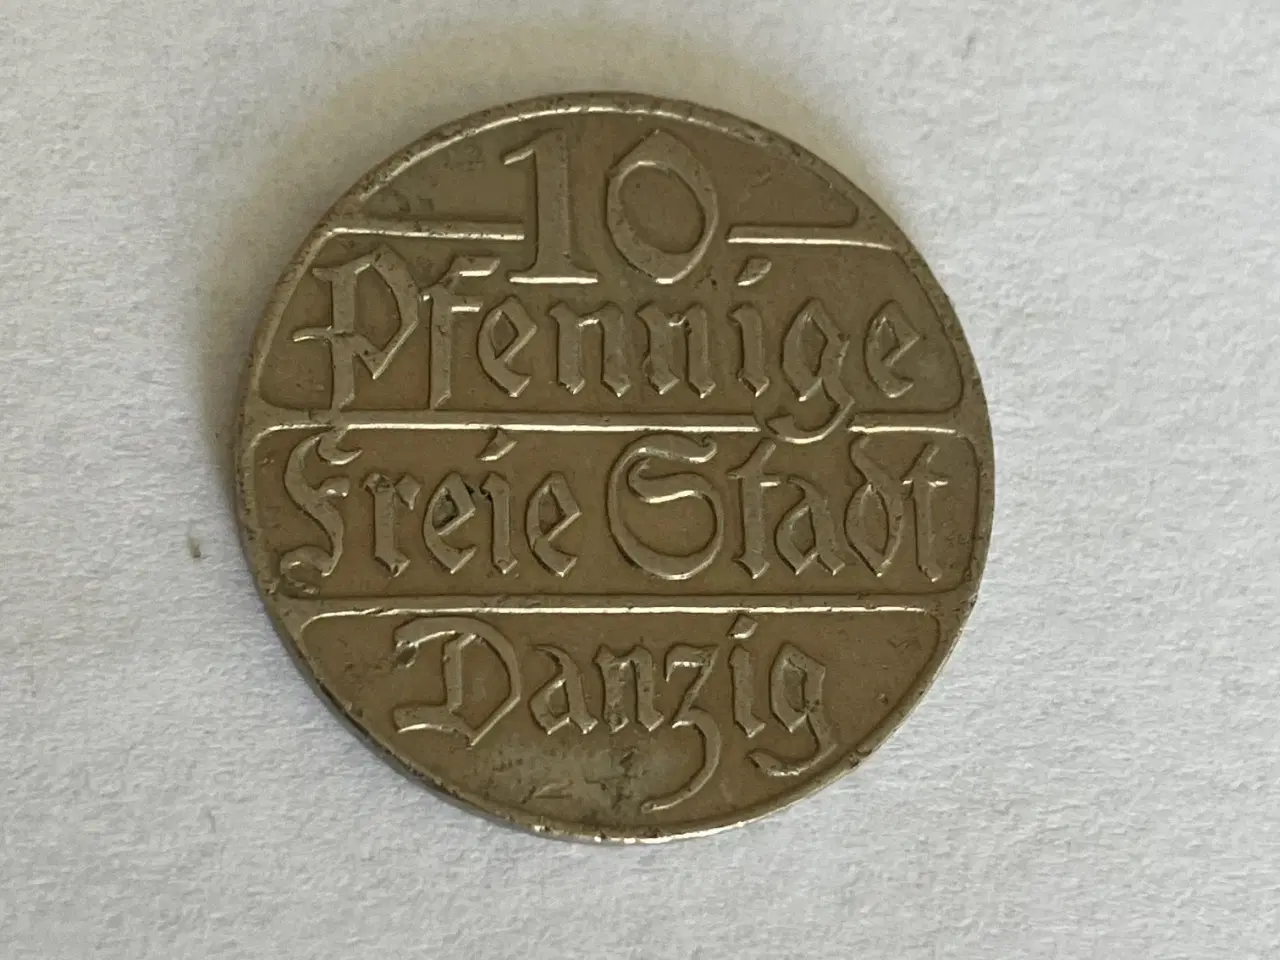 10
Pfennige
Freie Stadt
Danzig